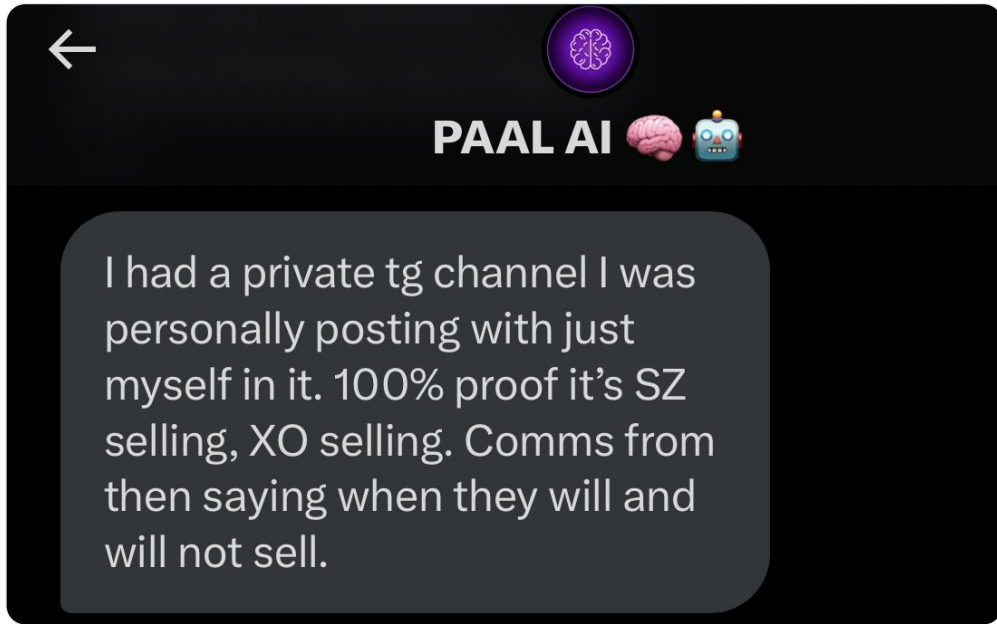 PAAL AI 🧠🤖
I had a private tg channel I was
personally posting with just
myself in it. 100% proof it’s SZ
selling, XO selling. Comms from
then saying when they will and
will not sell.